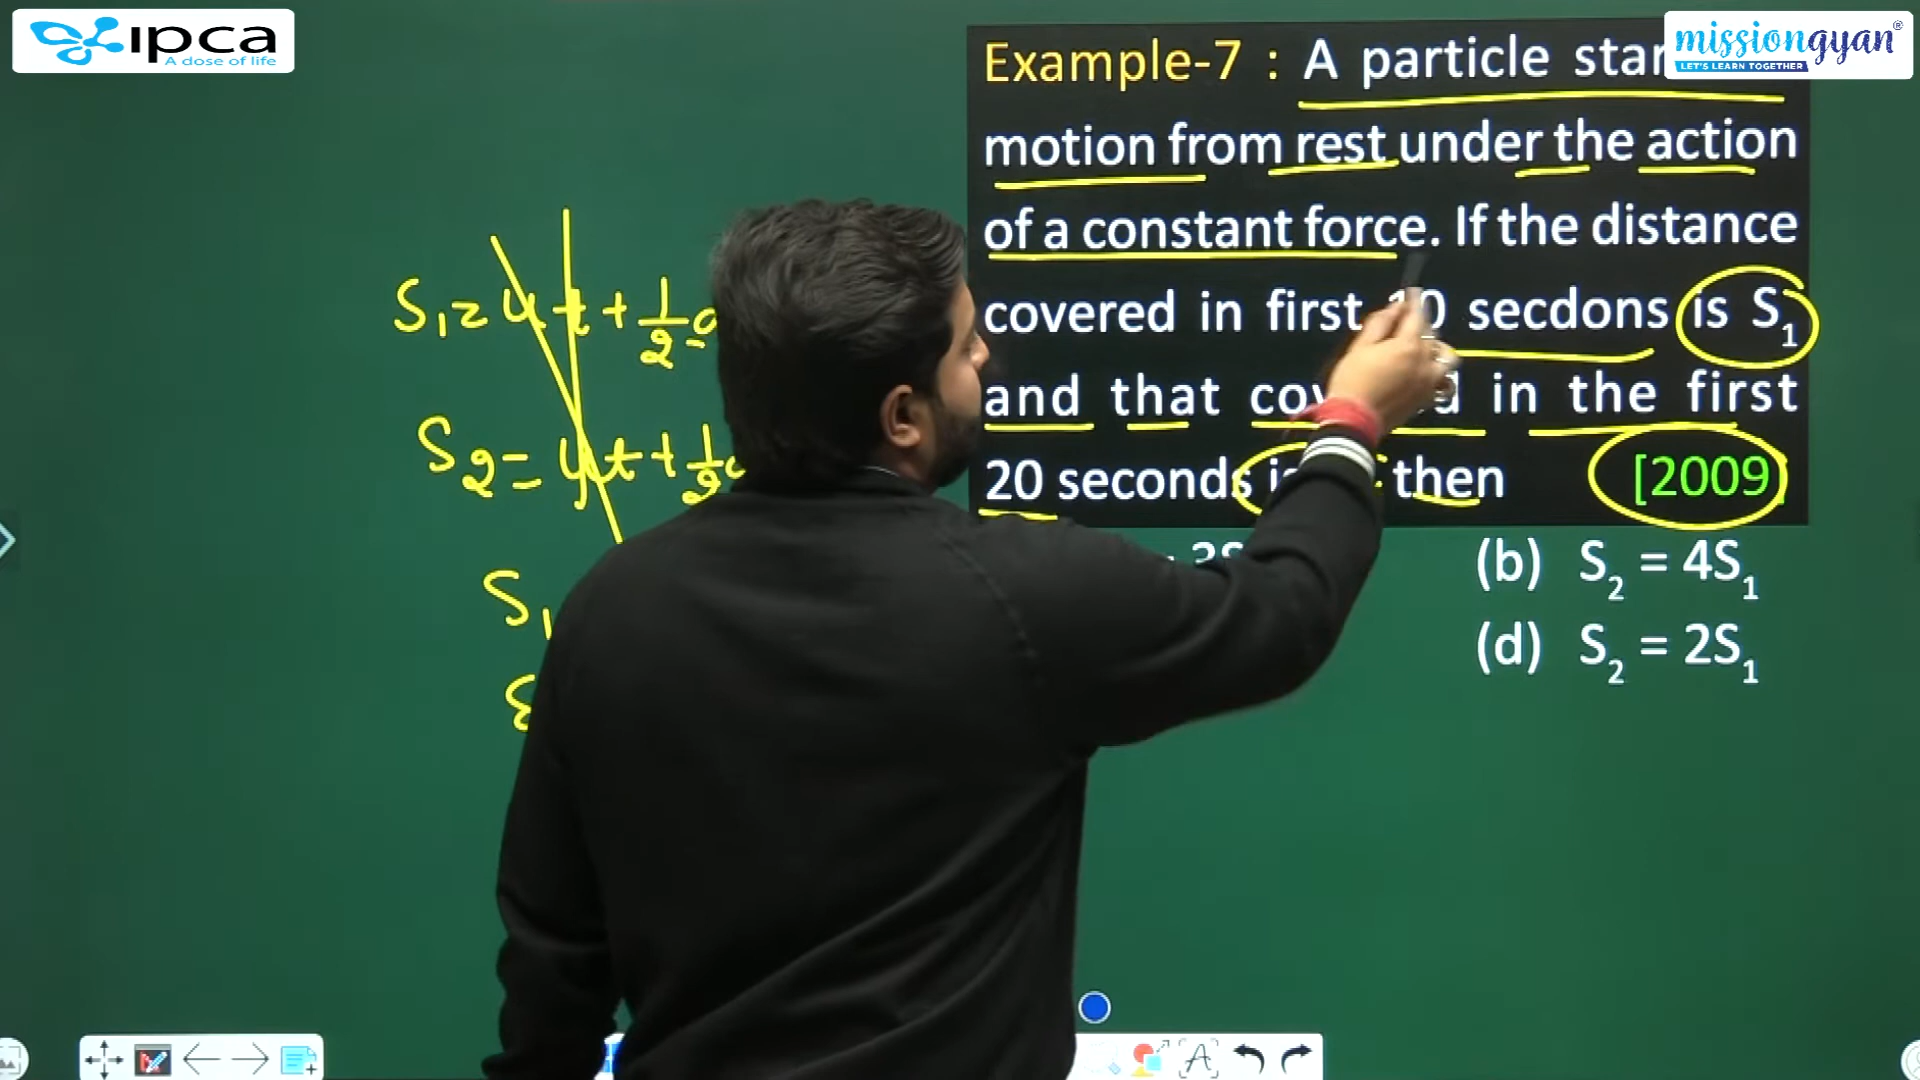 ipca
A dose of life
missiongyan®
LET'S LEARN TOGETHER
Example-7 : A particle
motion from rest under the action
of a constant force. If the distance
covered in first 10 secdons is S₁
and that in the first
20 seconds then [2009]
(b) S₂ = 4S₁
(d) S₂ = 2S₁
S₁ = ut + 1/2
S₂ = ut + 1/2
S₁